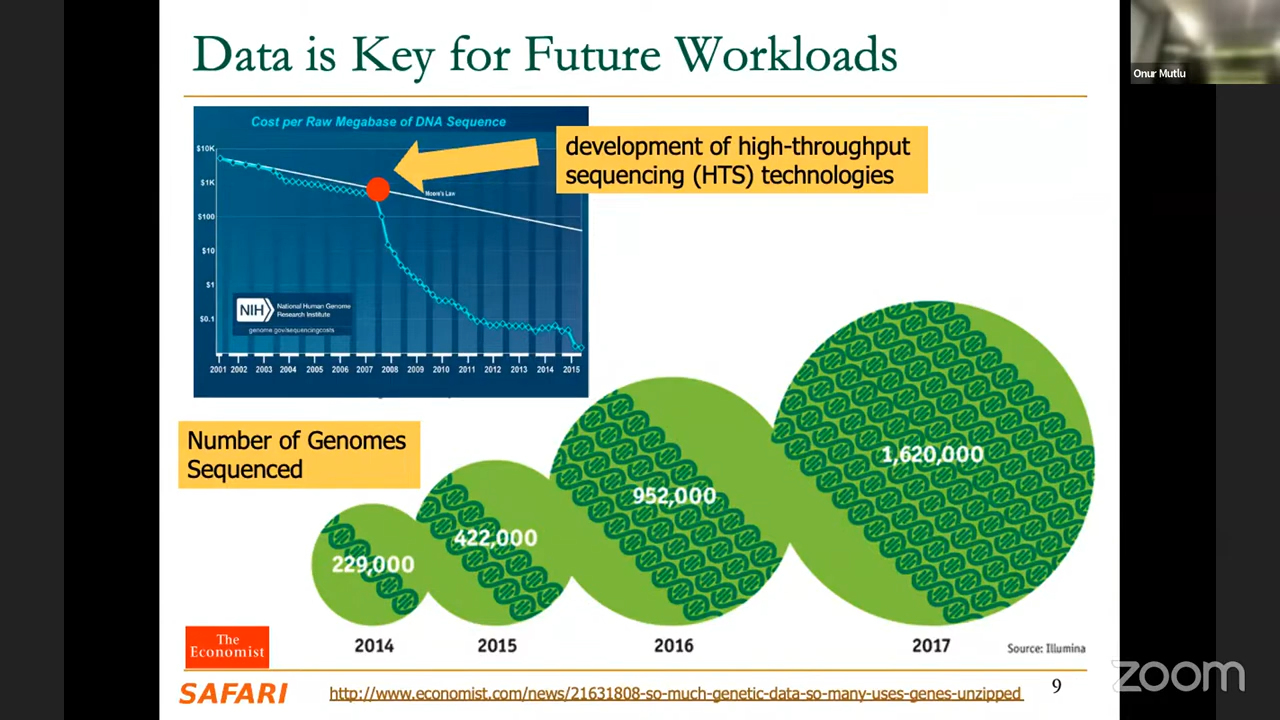 Data is Key for Future Workloads
Onur Mutlu
Cost per Raw Megabase of DNA Sequence
development of high-throughput
sequencing (HTS) technologies
$10K
$1K
Moore's Law
$100
$10
$1
$0.1
NIH
National Human Genome
Research Institute
genome.gov/sequencingcosts
2001 2002 2003 2004 2005 2006 2007 2008 2009 2010 2011 2012 2013 2014 2015
Number of Genomes
Sequenced
229,000
422,000
952,000
1,620,000
2014 2015 2016 2017
Source: Illumina
The
Economist
SAFARI
http://www.economist.com/news/21631808-so-much-genetic-data-so-many-uses-genes-unzipped
9
zoom